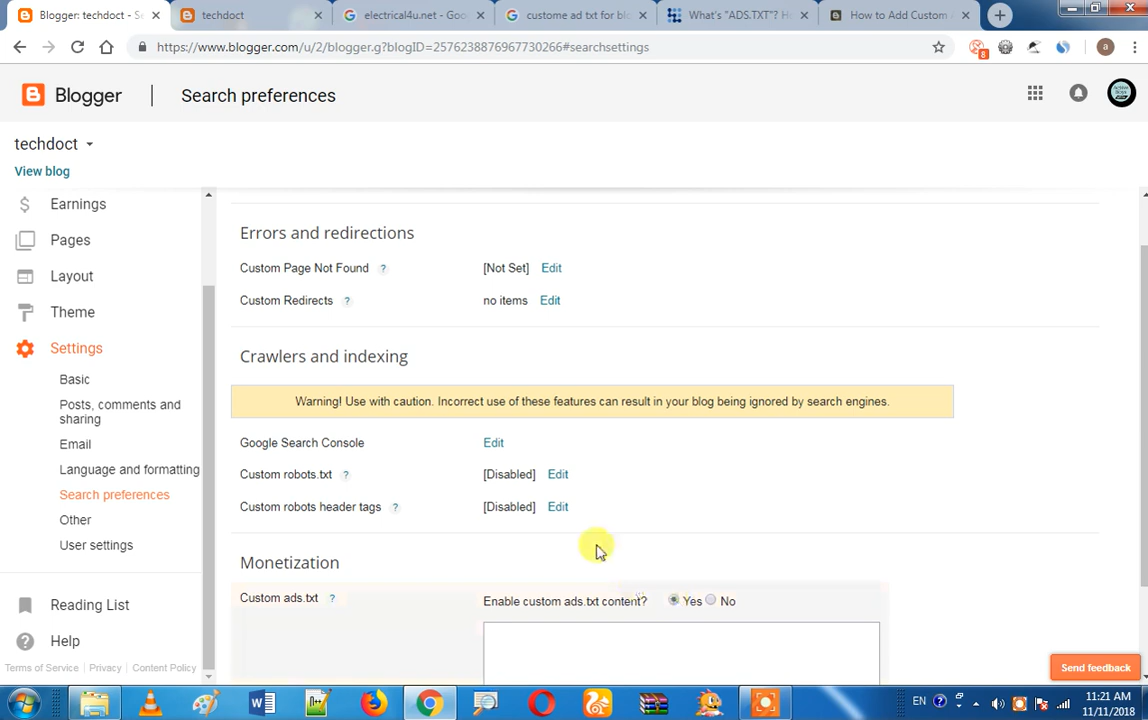 Blogger: techdoct - Se
techdoct
electrical4u.net - Goo
custome ad txt for blo
What's "ADS.TXT"? H
How to Add Custom A
https://www.blogger.com/u/2/blogger.g?blogID=2576238876967730266#searchsettings
8
a
Blogger
Search preferences
techdoct
View blog
Earnings
Pages
Layout
Theme
Settings
Basic
Posts, comments and
sharing
Email
Language and formatting
Search preferences
Other
User settings
Reading List
Help
Terms of Service | Privacy | Content Policy
Errors and redirections
Custom Page Not Found ? [Not Set] Edit
Custom Redirects ? no items Edit
Crawlers and indexing
Warning! Use with caution. Incorrect use of these features can result in your blog being ignored by search engines.
Google Search Console Edit
Custom robots.txt ? [Disabled] Edit
Custom robots header tags ? [Disabled] Edit
Monetization
Custom ads.txt ? Enable custom ads.txt content? Yes No
Send feedback
EN
11:21 AM
11/11/2018